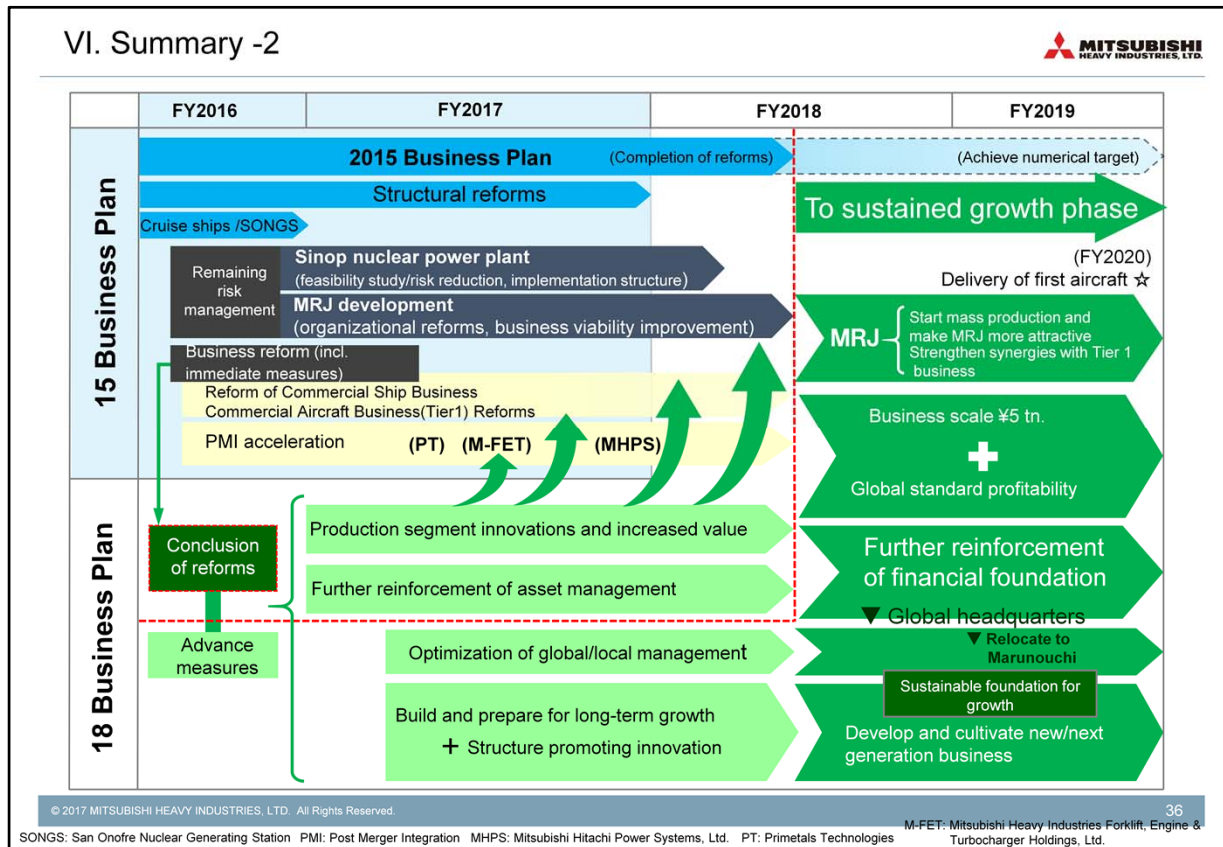 VI. Summary -2
MITSUBISHI
HEAVY INDUSTRIES, LTD.
FY2016
FY2017
FY2018
FY2019
15 Business Plan
2015 Business Plan
(Completion of reforms)
(Achieve numerical target)
Structural reforms
To sustained growth phase
Cruise ships /SONGS
Remaining
risk
management
Sinop nuclear power plant
(feasibility study/risk reduction, implementation structure)
MRJ development
(organizational reforms, business viability improvement)
(FY2020)
Delivery of first aircraft ☆
MRJ
Start mass production and
make MRJ more attractive
Strengthen synergies with Tier 1
business
Business reform (incl.
immediate measures)
Reform of Commercial Ship Business
Commercial Aircraft Business(Tier1) Reforms
PMI acceleration
(PT)
(M-FET)
(MHPS)
Business scale ¥5 tn.
+
Global standard profitability
18 Business Plan
Conclusion
of reforms
Advance
measures
Production segment innovations and increased value
Further reinforcement of asset management
Further reinforcement
of financial foundation
▼ Global headquarters
▼ Relocate to
Marunouchi
Optimization of global/local management
Build and prepare for long-term growth
+ Structure promoting innovation
Sustainable foundation for
growth
Develop and cultivate new/next
generation business
© 2017 MITSUBISHI HEAVY INDUSTRIES, LTD. All Rights Reserved.
36
SONGS: San Onofre Nuclear Generating Station PMI: Post Merger Integration MHPS: Mitsubishi Hitachi Power Systems, Ltd. PT: Primetals Technologies
M-FET: Mitsubishi Heavy Industries Forklift, Engine &
Turbocharger Holdings, Ltd.